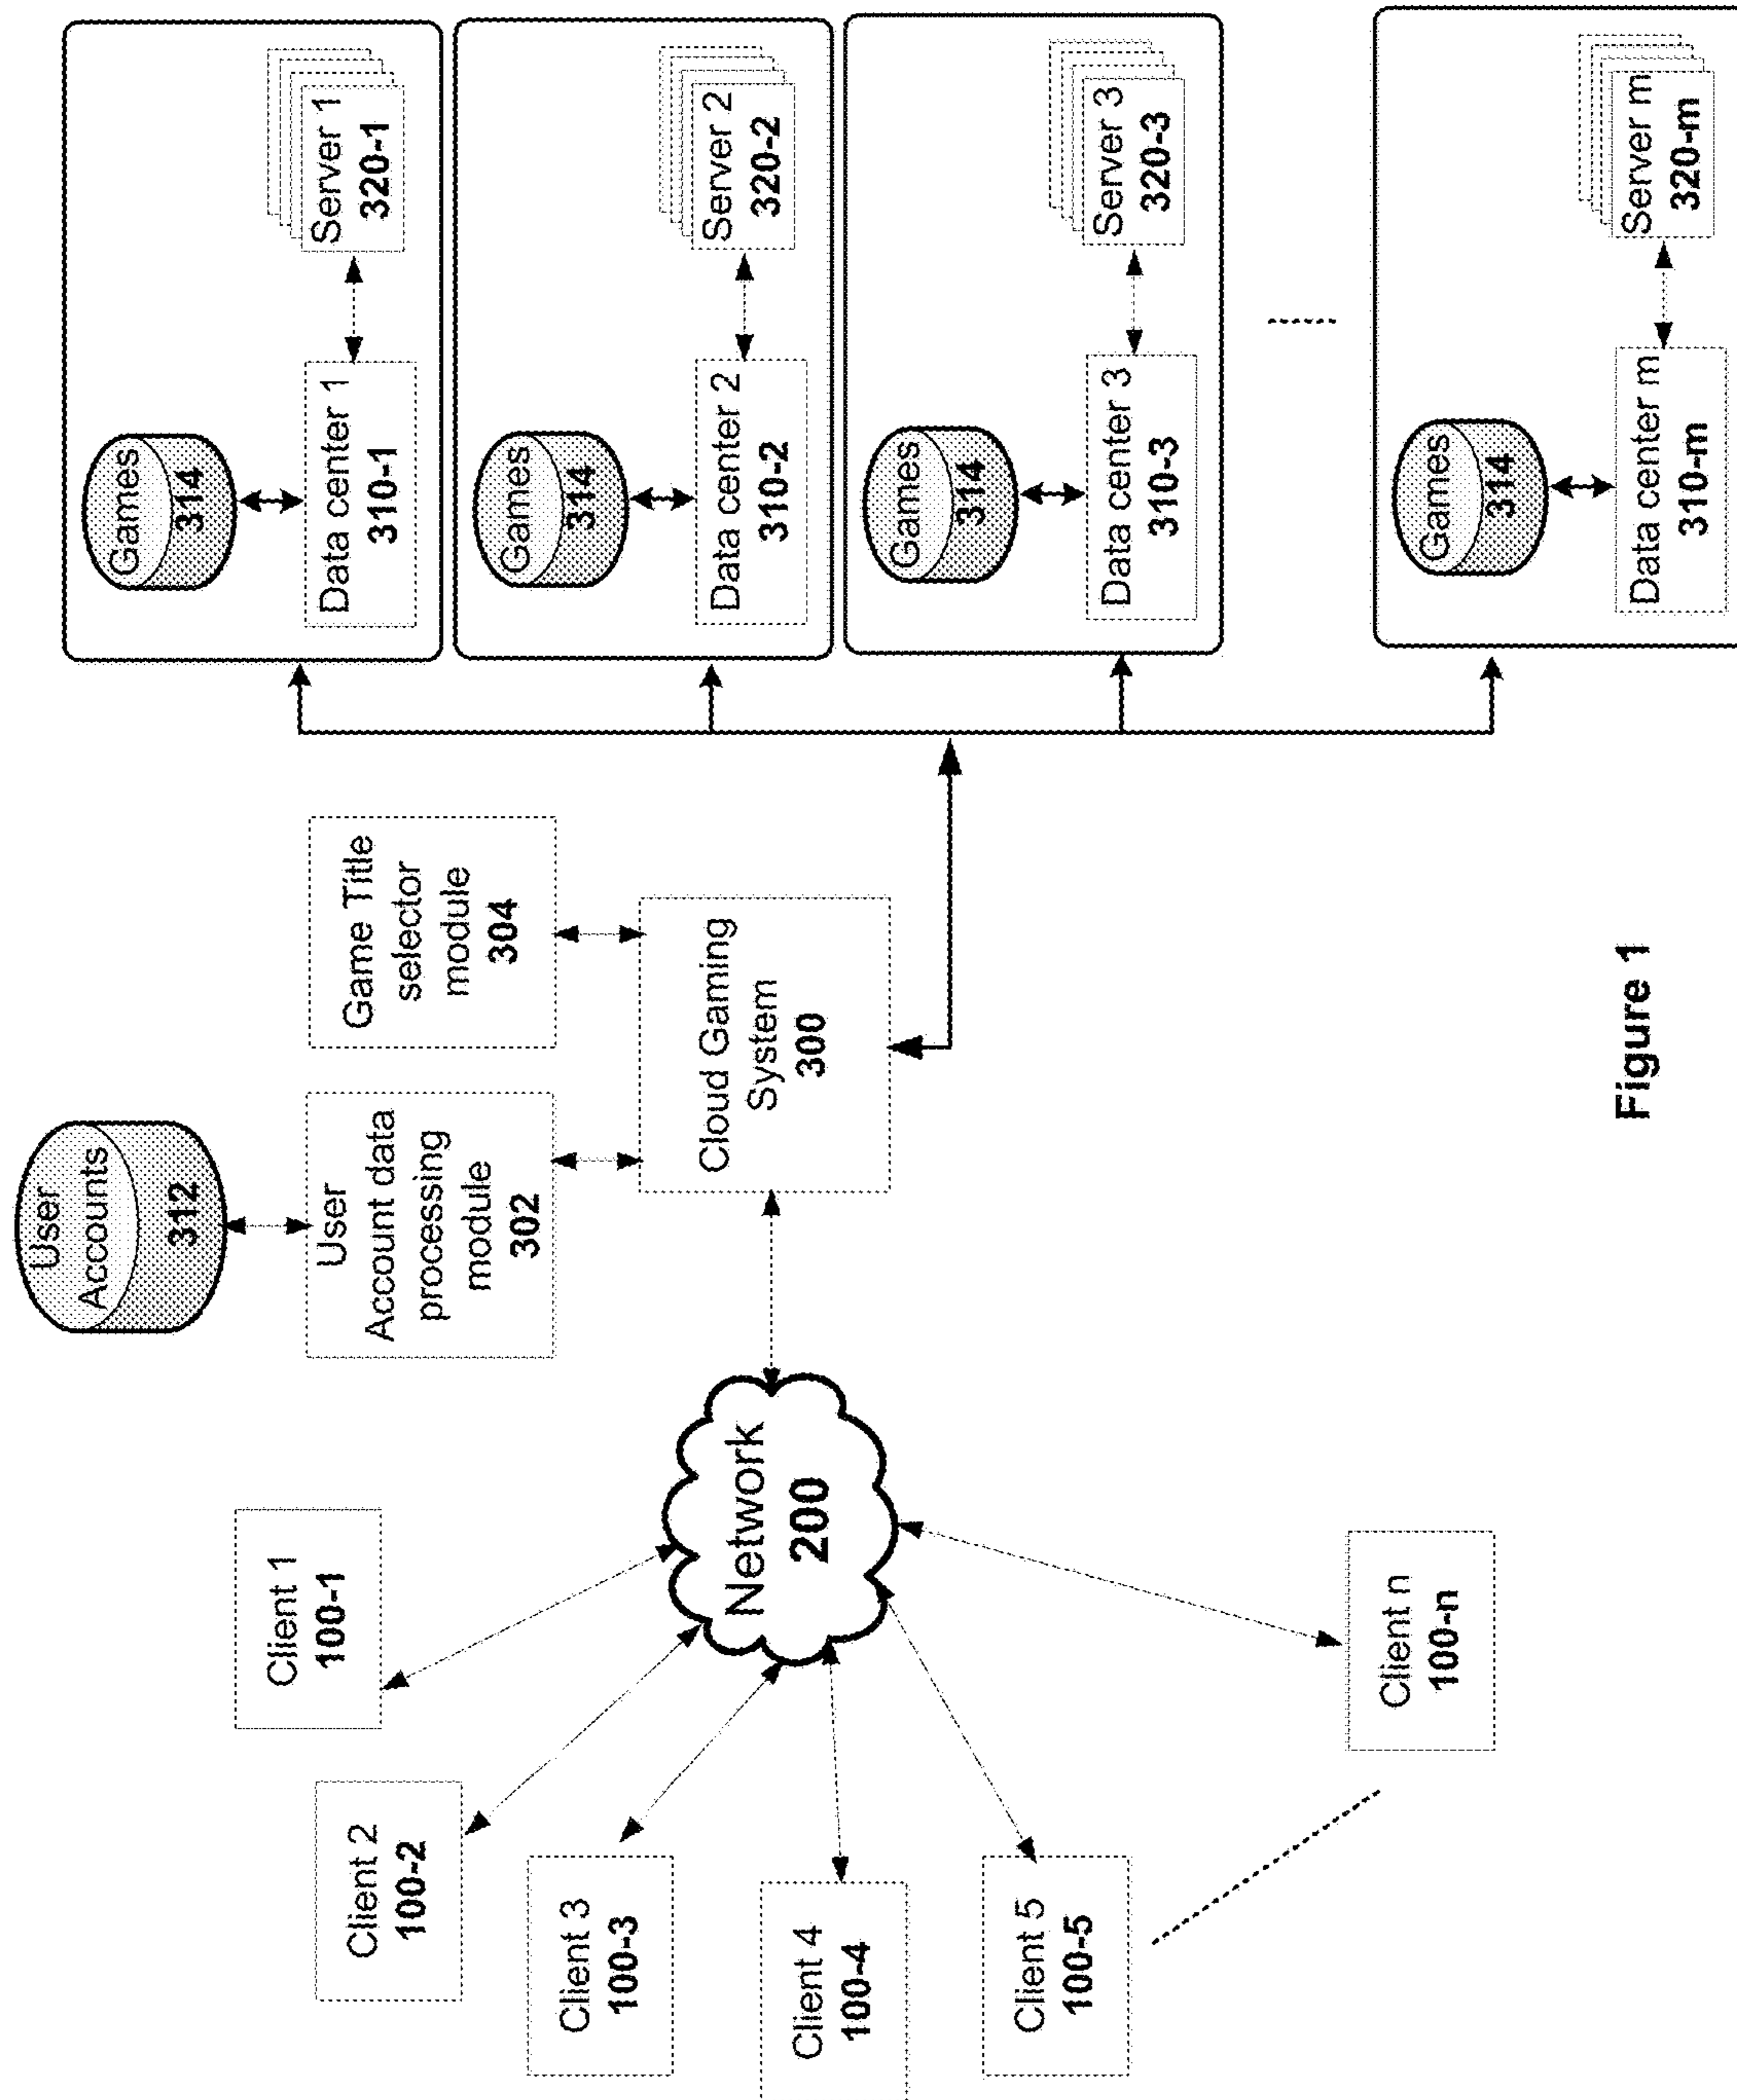 Client 1
100-1
Client 2
100-2
Client 3
100-3
Client 4
100-4
Client 5
100-5
Client n
100-n
Network
200
User
Accounts
312
User
Account data
processing
module
302
Game Title
selector
module
304
Cloud Gaming
System
300
Games
314
Data center 1
310-1
Server 1
320-1
Games
314
Data center 2
310-2
Server 2
320-2
Games
314
Data center 3
310-3
Server 3
320-3
Games
314
Data center m
310-m
Server m
320-m
Figure 1